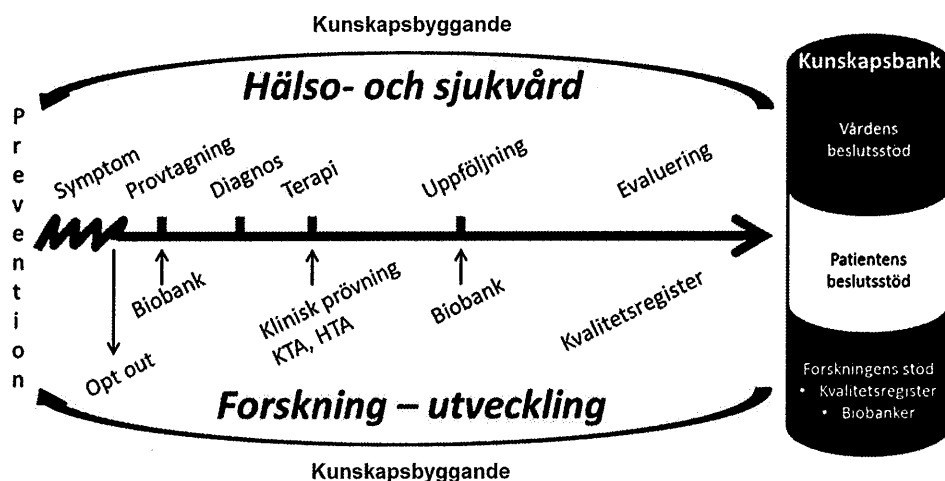 Kunskapsbyggande
Hälso- och sjukvård
Prevention
Symptom
Provtagning
Diagnos
Terapi
Uppföljning
Evaluering
Opt out
Biobank
Klinisk prövning
KTA, HTA
Biobank
Kvalitetsregister
Forskning – utveckling
Kunskapsbyggande
Kunskapsbank
Vårdens
beslutsstöd
Patientens
beslutsstöd
Forskningens stöd
• Kvalitetsregister
• Biobanker